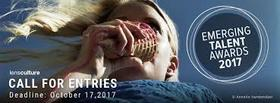 lensculture
CALL FOR ENTRIES
Deadline: October 17,2017
EMERGING
TALENT
AWARDS
2017